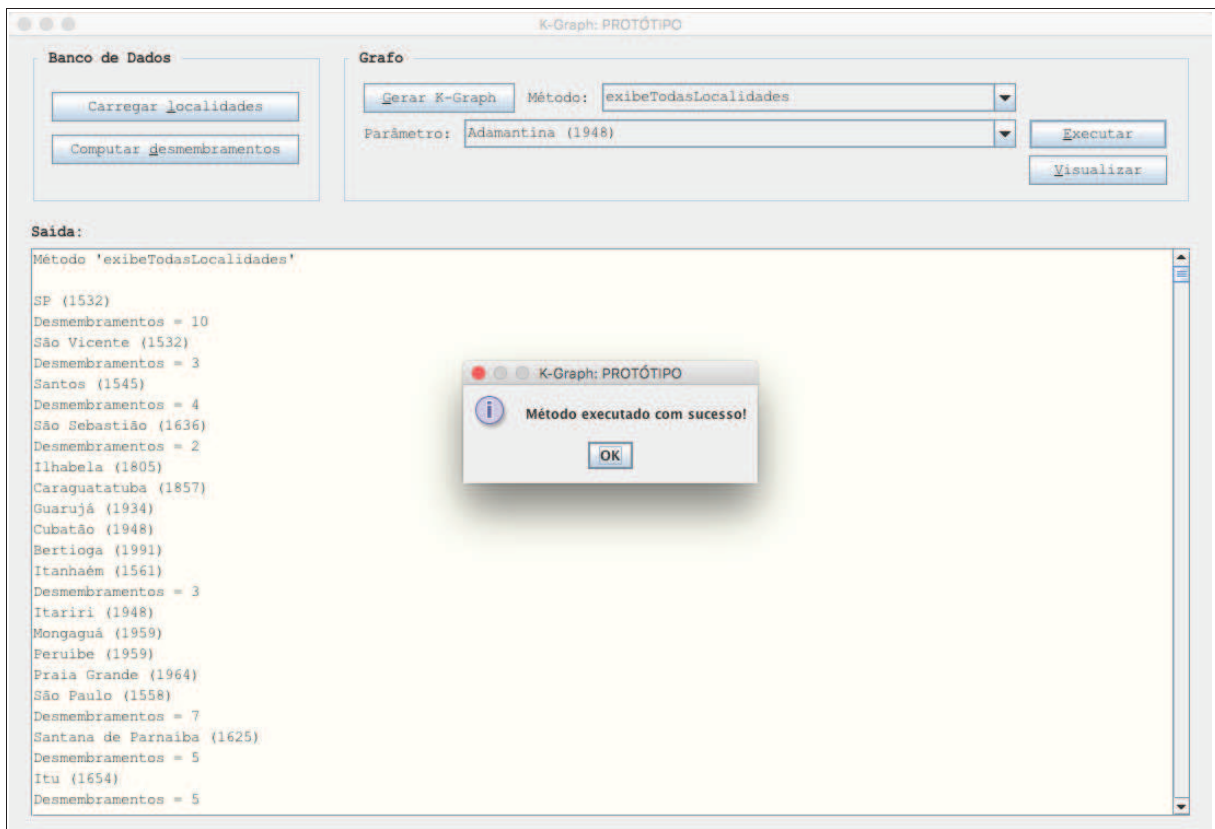 K-Graph: PROTÓTIPO
Banco de Dados
Carregar localidades
Computar desmembramentos
Grafo
Gerar K-Graph Método: exibeTodasLocalidades
Parâmetro: Adamantina (1948) Executar
Visualizar
Saída:
Método 'exibeTodasLocalidades'
SP (1532)
Desmembramentos = 10
São Vicente (1532)
Desmembramentos = 3
Santos (1545)
Desmembramentos = 4
São Sebastião (1636)
Desmembramentos = 2
Ilhabela (1805)
Caraguatatuba (1857)
Guarujá (1934)
Cubatão (1948)
Bertioga (1991)
Itanhaém (1561)
Desmembramentos = 3
Itariri (1948)
Mongaguá (1959)
Peruíbe (1959)
Praia Grande (1964)
São Paulo (1558)
Desmembramentos = 7
Santana de Parnaíba (1625)
Desmembramentos = 5
Itu (1654)
Desmembramentos = 5
K-Graph: PROTÓTIPO
Método executado com sucesso!
OK